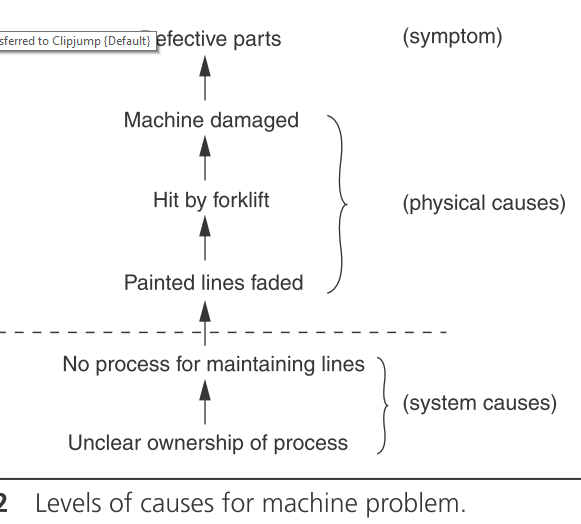 sferred to Clipjump {Default} efective parts (symptom)
Machine damaged
Hit by forklift (physical causes)
Painted lines faded
No process for maintaining lines
(system causes)
Unclear ownership of process
2 Levels of causes for machine problem.